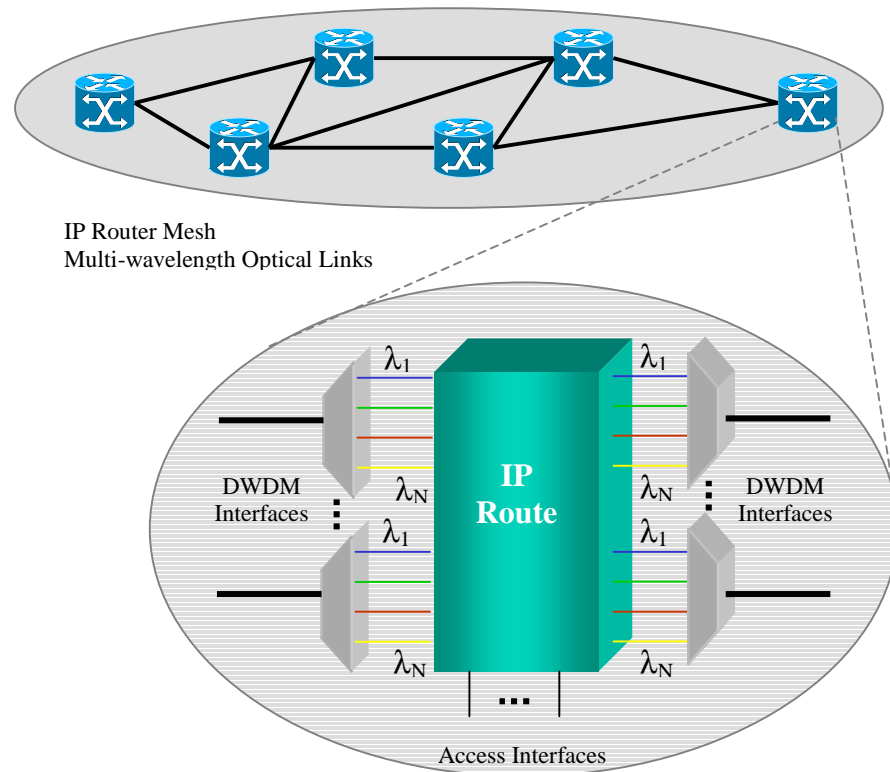 IP Router Mesh
Multi-wavelength Optical Links
λ1
λ1
IP
Route
DWDM
Interfaces
λN
λN
DWDM
Interfaces
λ1
λ1
λN
λN
Access Interfaces